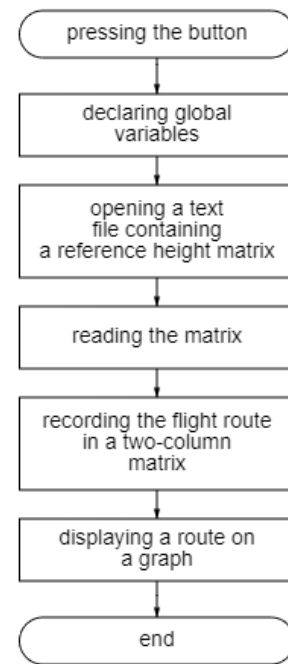 pressing the button
declaring global
variables
opening a text
file containing
a reference height matrix
reading the matrix
recording the flight route
in a two-column
matrix
displaying a route on
a graph
end